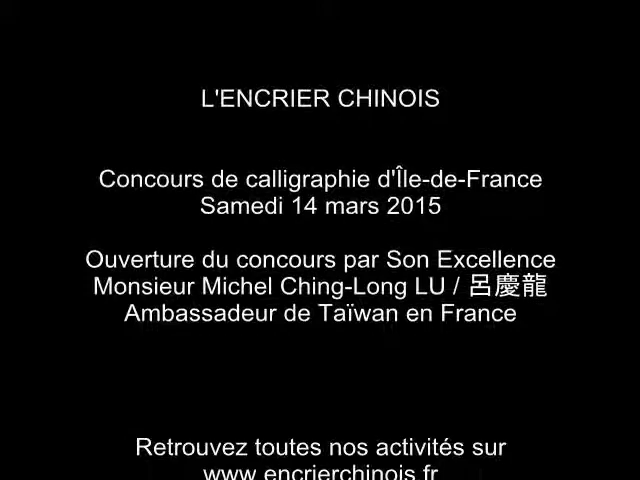 L'ENCRIER CHINOIS
Concours de calligraphie d'Île-de-France
Samedi 14 mars 2015
Ouverture du concours par Son Excellence
Monsieur Michel Ching-Long LU / 呂慶龍
Ambassadeur de Taïwan en France
Retrouvez toutes nos activités sur
www.encrierchinois.fr